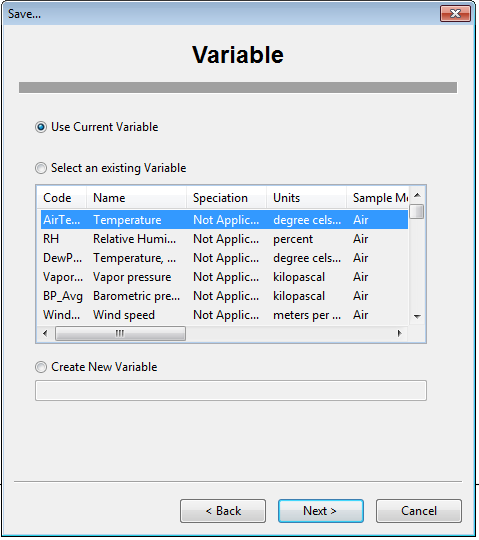 Save...
Variable
Use Current Variable
Select an existing Variable
Code Name Speciation Units Sample Me
AirTe... Temperature Not Applic... degree cels... Air
RH Relative Humi... Not Applic... percent Air
DewP... Temperature, ... Not Applic... degree cels... Air
Vapor... Vapor pressure Not Applic... kilopascal Air
BP_Avg Barometric pre... Not Applic... kilopascal Air
Wind... Wind speed Not Applic... meters per ... Air
Create New Variable
< Back Next > Cancel